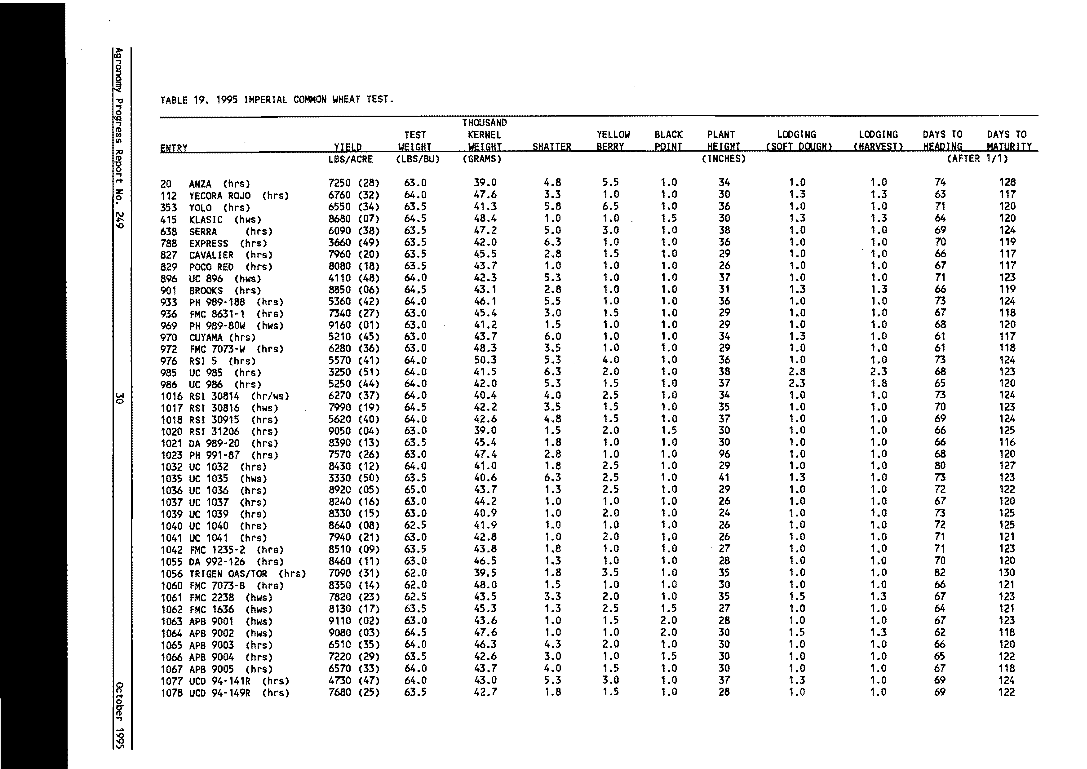 TABLE 19. 1995 IMPERIAL COMMON WHEAT TEST.
THOUSAND
TEST KERNEL YELLOW BLACK PLANT LODGING LODGING DAYS TO DAYS TO
ENTRY YIELD WEIGHT WEIGHT SHATTER BERRY POINT HEIGHT (SOFT DOUGH) (HARVEST) HEADING MATURITY
LBS/ACRE (LBS/BU) (GRAMS) (INCHES) (AFTER 1/1)
20 ANZA (hrs) 7250 (28) 63.0 39.0 4.8 5.5 1.0 34 1.0 1.0 74 128
112 YECORA ROJO (hrs) 6760 (32) 64.0 47.6 3.3 1.0 1.0 30 1.3 1.3 63 117
353 YOLO (hrs) 6550 (34) 63.5 41.3 5.8 6.5 1.0 36 1.0 1.0 71 120
415 KLASIC (hws) 8680 (07) 64.5 48.4 1.0 1.0 1.5 30 1.3 1.3 64 120
638 SERRA (hrs) 6090 (38) 63.5 47.2 5.0 3.0 1.0 38 1.0 1.0 69 124
788 EXPRESS (hrs) 3660 (49) 63.5 42.0 6.3 1.0 1.0 36 1.0 1.0 70 119
827 CAVALIER (hrs) 7960 (20) 63.5 45.5 2.8 1.5 1.0 29 1.0 1.0 66 117
829 POCO RED (hrs) 8080 (18) 63.5 43.7 1.0 1.0 1.0 26 1.0 1.0 67 117
896 UC 896 (hws) 4110 (48) 64.0 42.3 5.3 1.0 1.0 37 1.0 1.0 71 123
901 BROOKS (hrs) 8850 (06) 64.5 43.1 2.8 1.0 1.0 31 1.3 1.3 66 119
933 PH 989-188 (hrs) 5360 (42) 64.0 46.1 5.5 1.0 1.0 36 1.0 1.0 73 124
936 FMC 8631-1 (hrs) 7340 (27) 63.0 45.4 3.0 1.5 1.0 29 1.0 1.0 67 118
969 PH 989-80W (hws) 9160 (01) 63.0 41.2 1.5 1.0 1.0 29 1.0 1.0 68 120
970 CUYAMA (hrs) 5210 (45) 63.0 43.7 6.0 1.0 1.0 34 1.3 1.0 61 117
972 FMC 7073-W (hrs) 6280 (36) 63.0 48.3 3.5 1.0 1.0 29 1.0 1.0 61 118
976 RSI 5 (hrs) 5570 (41) 64.0 50.3 5.3 4.0 1.0 36 1.0 1.0 73 124
985 UC 985 (hrs) 3250 (51) 64.0 41.5 6.3 2.0 1.0 38 2.8 2.3 68 123
986 UC 986 (hrs) 5250 (44) 64.0 42.0 5.3 1.5 1.0 37 2.3 1.8 65 120
1016 RSI 30814 (hr/ws) 6270 (37) 64.0 40.4 4.0 2.5 1.0 34 1.0 1.0 73 124
1017 RSI 30816 (hws) 7990 (19) 64.5 42.2 3.5 1.5 1.0 35 1.0 1.0 70 123
1018 RSI 30915 (hrs) 5620 (40) 64.0 42.6 4.8 1.5 1.0 37 1.0 1.0 69 124
1020 RSI 31206 (hrs) 9050 (04) 63.0 39.0 1.5 2.0 1.5 30 1.0 1.0 66 125
1021 DA 989-20 (hrs) 8390 (13) 63.5 45.4 1.8 1.0 1.0 30 1.0 1.0 66 116
1023 PH 991-87 (hrs) 7570 (26) 63.0 47.4 2.8 1.0 1.0 96 1.0 1.0 68 120
1032 UC 1032 (hrs) 8430 (12) 64.0 41.0 1.8 2.5 1.0 29 1.0 1.0 80 127
1035 UC 1035 (hws) 3330 (50) 63.5 40.6 6.3 2.5 1.0 41 1.3 1.0 73 123
1036 UC 1036 (hrs) 8920 (05) 65.0 43.7 1.3 2.5 1.0 29 1.0 1.0 72 122
1037 UC 1037 (hrs) 8240 (16) 63.0 44.2 1.0 1.0 1.0 26 1.0 1.0 67 120
1039 UC 1039 (hrs) 8330 (15) 63.0 40.9 1.0 2.0 1.0 24 1.0 1.0 73 125
1040 UC 1040 (hrs) 8640 (08) 62.5 41.9 1.0 1.0 1.0 26 1.0 1.0 72 125
1041 UC 1041 (hrs) 7940 (21) 63.0 42.8 1.0 2.0 1.0 26 1.0 1.0 71 121
1042 FMC 1235-2 (hrs) 8510 (09) 63.5 43.8 1.8 1.0 1.0 27 1.0 1.0 71 123
1055 DA 992-126 (hrs) 8460 (11) 63.0 46.5 1.3 1.0 1.0 28 1.0 1.0 70 120
1056 TRIGEN OAS/TOR (hrs) 7090 (31) 62.0 39.5 1.8 3.5 1.0 35 1.0 1.0 82 130
1060 FMC 7073-B (hrs) 8350 (14) 62.0 48.0 1.5 1.0 1.0 30 1.0 1.0 66 121
1061 FMC 2238 (hws) 7820 (23) 62.5 43.5 3.3 2.0 1.0 35 1.5 1.3 67 123
1062 FMC 1636 (hws) 8130 (17) 63.5 45.3 1.3 2.5 1.5 27 1.0 1.0 64 121
1063 APB 9001 (hws) 9110 (02) 63.0 43.6 1.0 1.5 2.0 28 1.0 1.0 67 123
1064 APB 9002 (hws) 9080 (03) 64.5 47.6 1.0 1.0 2.0 30 1.5 1.3 62 118
1065 APB 9003 (hrs) 6510 (35) 64.0 46.3 4.3 2.0 1.0 30 1.0 1.0 66 120
1066 APB 9004 (hrs) 7220 (29) 63.5 42.6 3.0 1.0 1.5 30 1.0 1.0 65 122
1067 APB 9005 (hrs) 6570 (33) 64.0 43.7 4.0 1.5 1.0 30 1.0 1.0 67 118
1077 UCD 94-141R (hrs) 4730 (47) 64.0 43.0 5.3 3.0 1.0 37 1.3 1.0 69 124
1078 UCD 94-149R (hrs) 7680 (25) 63.5 42.7 1.8 1.5 1.0 28 1.0 1.0 69 122
Agronomy Progress Report No. 249 30 October 1995